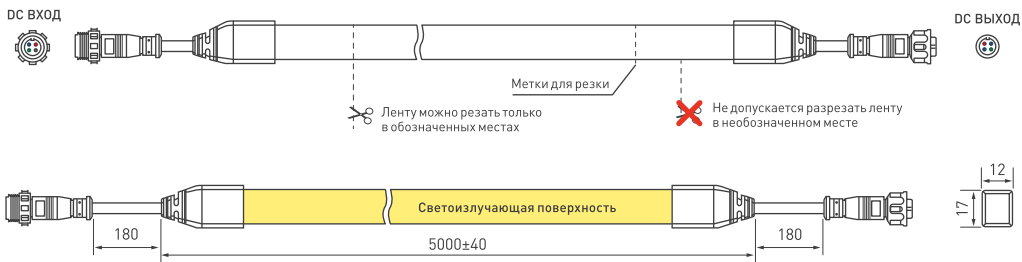 DC ВХОД
DC ВЫХОД
Метки для резки
Ленту можно резать только
в обозначенных местах
Не допускается разрезать ленту
в необозначенном месте
Светоизлучающая поверхность
12
17
180
5000±40
180